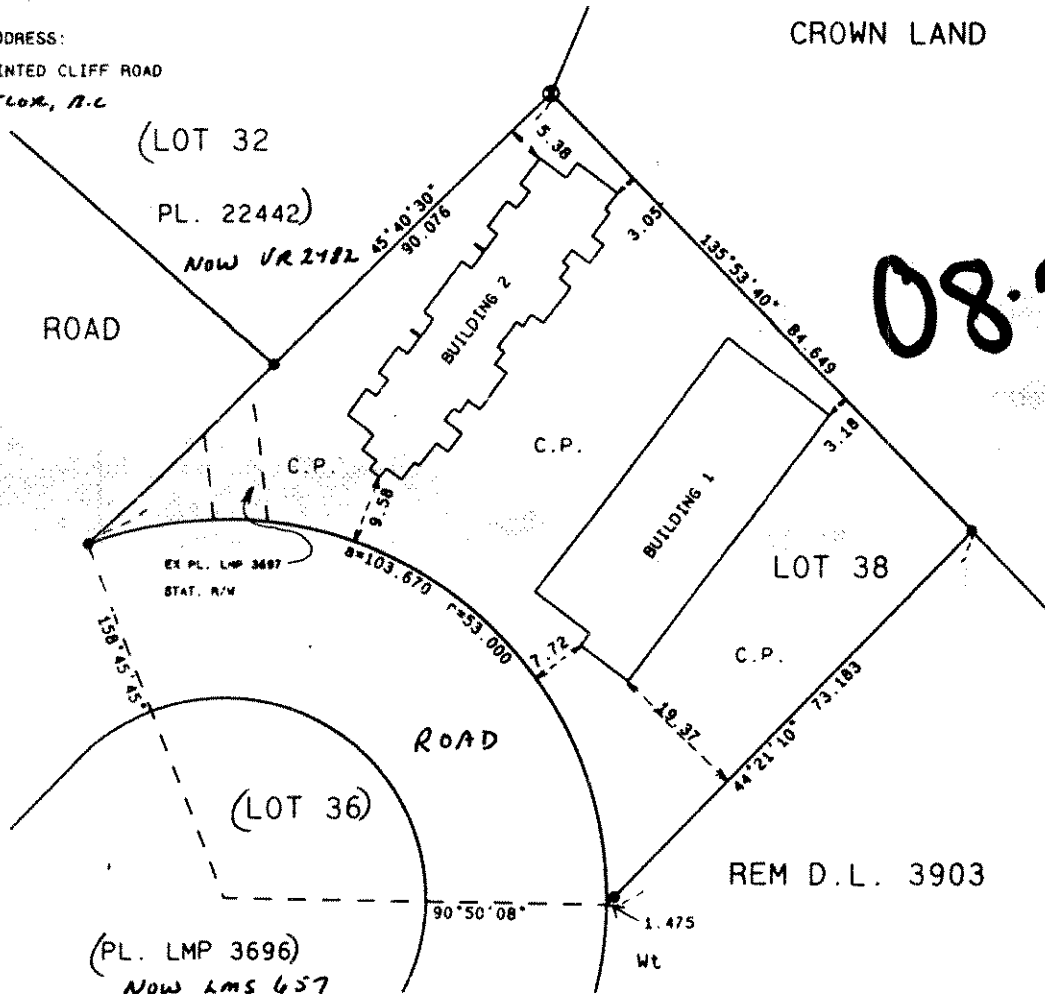 CROWN LAND
DDRESS:
INTED CLIFF ROAD
(LOT 32
PL. 22442)
NOW VR 2482
45°40'30"
90.076
5.38
3.05
135°53'40" 84.649
08.
ROAD
BUILDING 2
C.P.
C.P.
3.18
9.58
BUILDING 1
EX PL. LMP 3697
STAT. R/W
a=103.670 r=53.000
LOT 38
158°45'45"
7.72
C.P.
19.37
44°21'10" 73.183
ROAD
(LOT 36)
REM D.L. 3903
90°50'08"
1.475
Wt
(PL. LMP 3696)
NOW LMS 657